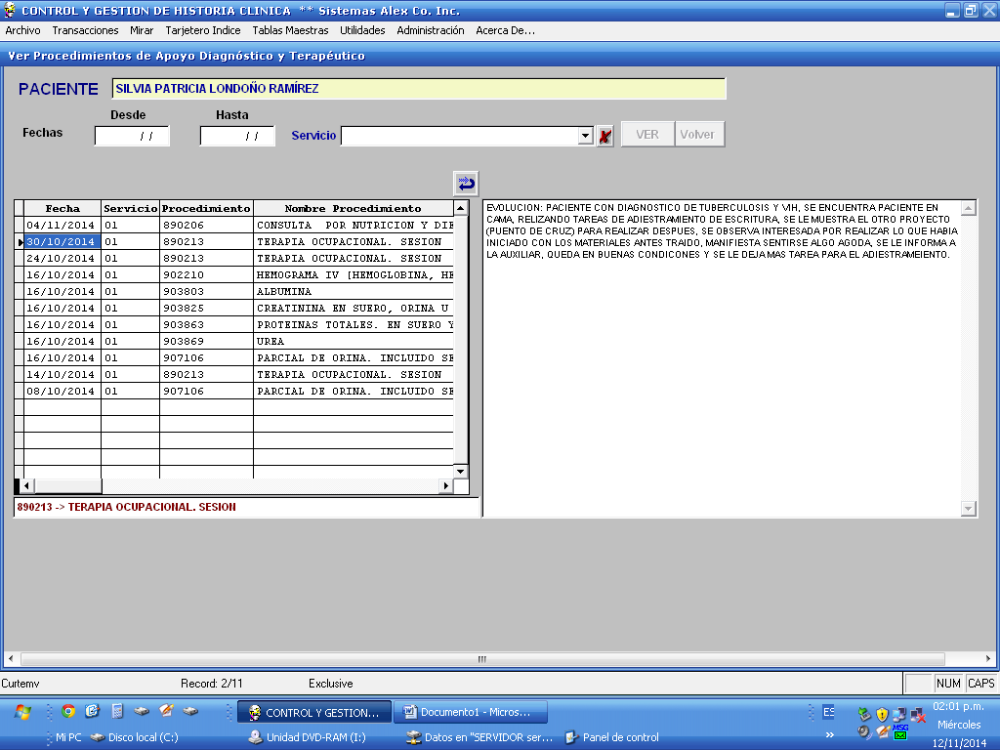 CONTROL Y GESTION DE HISTORIA CLINICA ** Sistemas Alex Co. Inc.
Archivo Transacciones Mirar Tarjetero Indice Tablas Maestras Utilidades Administración Acerca De...
Ver Procedimientos de Apoyo Diagnóstico y Terapéutico
PACIENTE SILVIA PATRICIA LONDOÑO RAMÍREZ
Desde Hasta
Fechas / / / / Servicio VER Volver
Fecha Servicio Procedimiento Nombre Procedimiento
04/11/2014 01 890206 CONSULTA POR NUTRICION Y DIE
30/10/2014 01 890213 TERAPIA OCUPACIONAL. SESION
24/10/2014 01 890213 TERAPIA OCUPACIONAL. SESION
16/10/2014 01 902210 HEMOGRAMA IV [HEMOGLOBINA, HE
16/10/2014 01 903803 ALBUMINA
16/10/2014 01 903825 CREATININA EN SUERO, ORINA U
16/10/2014 01 903863 PROTEINAS TOTALES. EN SUERO Y
16/10/2014 01 903869 UREA
16/10/2014 01 907106 PARCIAL DE ORINA. INCLUIDO SE
14/10/2014 01 890213 TERAPIA OCUPACIONAL. SESION
08/10/2014 01 907106 PARCIAL DE ORINA. INCLUIDO SE
890213 -> TERAPIA OCUPACIONAL. SESION
EVOLUCION: PACIENTE CON DIAGNOSTICO DE TUBERCULOSIS Y VIH, SE ENCUENTRA PACIENTE EN
CAMA, RELIZANDO TAREAS DE ADIESTRAMIENTO DE ESCRITURA, SE LE MUESTRA EL OTRO PROYECTO
(PUENTO DE CRUZ) PARA REALIZAR DESPUES, SE OBSERVA INTERESADA POR REALIZAR LO QUE HABIA
INICIADO CON LOS MATERIALES ANTES TRAIDO, MANIFIESTA SENTIRSE ALGO AGODA, SE LE INFORMA A
LA AUXILIAR, QUEDA EN BUENAS CONDICONES Y SE LE DEJA MAS TAREA PARA EL ADIESTRAMEIENTO.
Curtemv Record: 2/11 Exclusive NUM CAPS
CONTROL Y GESTION... Documento1 - Micros... ES 02:01 p.m.
Miércoles
Mi PC Disco local (C:) Unidad DVD-RAM (I:) Datos en "SERVIDOR ser... Panel de control » MSG
12/11/2014